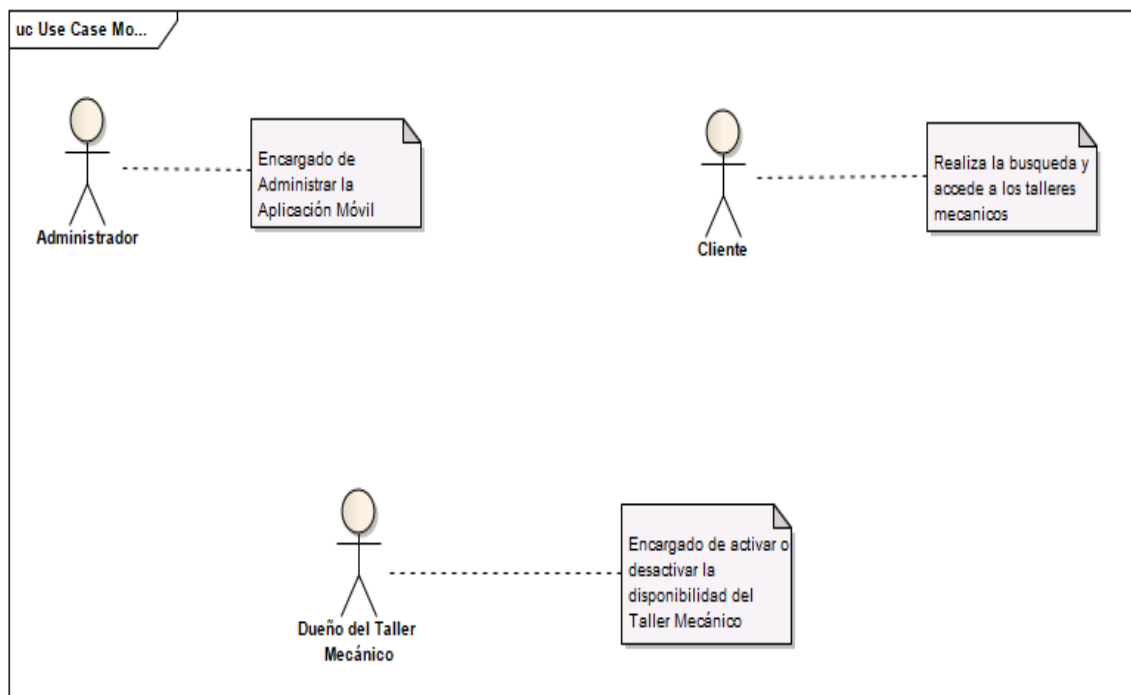 uc Use Case Mo...
Encargado de
Administrar la
Aplicación Móvil
Administrador
Realiza la busqueda y
accede a los talleres
mecanicos
Cliente
Encargado de activar o
desactivar la
disponibilidad del
Taller Mecánico
Dueño del Taller
Mecánico